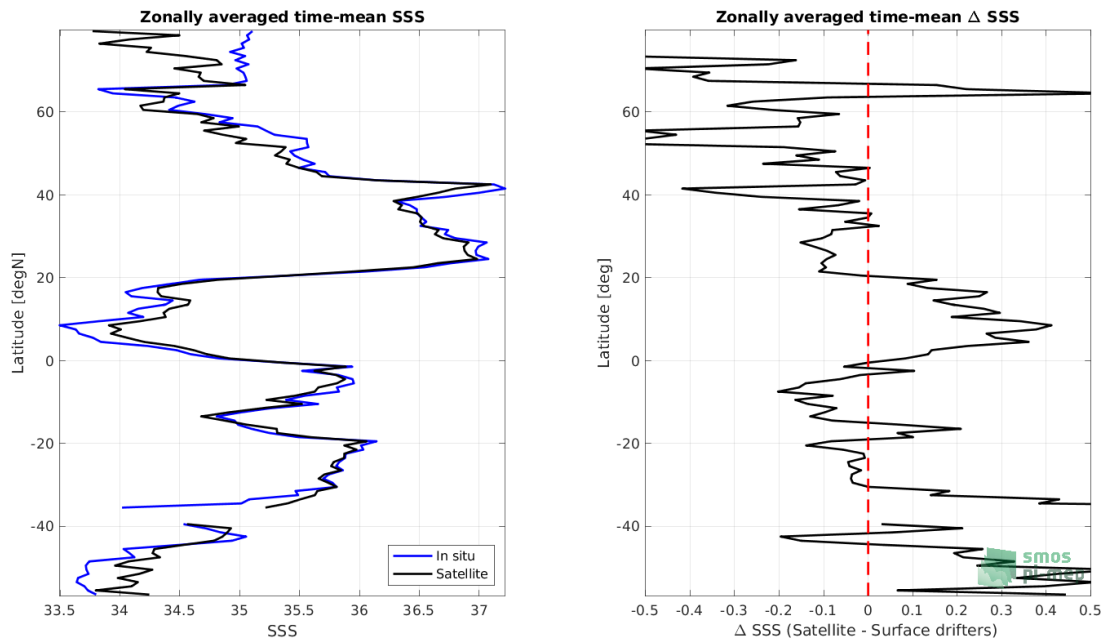 Zonally averaged time-mean SSS
Latitude [degN]
60
40
20
0
-20
-40
33.5 34 34.5 35 35.5 36 36.5 37
SSS
In situ
Satellite
Zonally averaged time-mean Δ SSS
Latitude [deg]
60
40
20
0
-20
-40
-0.5 -0.4 -0.3 -0.2 -0.1 0 0.1 0.2 0.3 0.4 0.5
Δ SSS (Satellite - Surface drifters)
smos
pi-mep